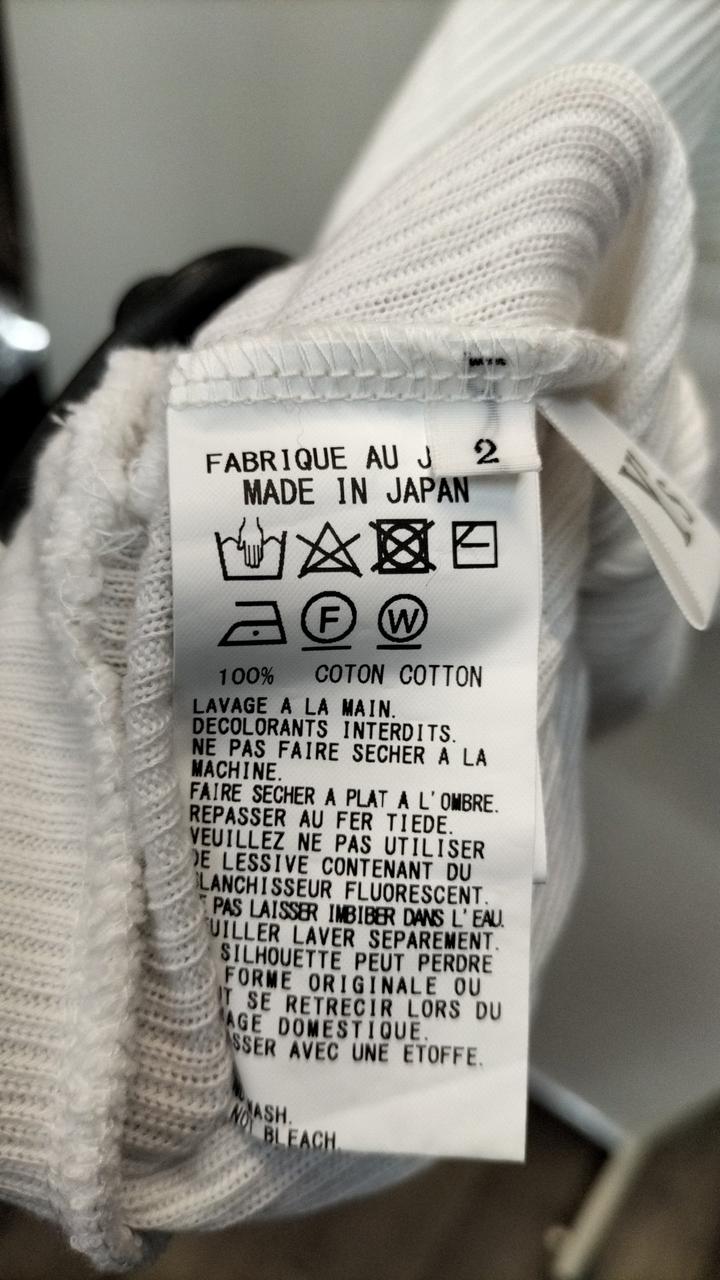 FABRIQUE AU J
2
MADE IN JAPAN
F W
100% COTON COTTON
LAVAGE A LA MAIN.
DECOLORANTS INTERDITS.
NE PAS FAIRE SECHER A LA
MACHINE.
FAIRE SECHER A PLAT A L'OMBRE.
REPASSER AU FER TIEDE.
VEUILLEZ NE PAS UTILISER
DE LESSIVE CONTENANT DU
LANCHISSEUR FLUORESCENT.
PAS LAISSER IMBIBER DANS L'EAU.
UILLER LAVER SEPAREMENT.
SILHOUETTE PEUT PERDRE
FORME ORIGINALE OU
T SE RETRECIR LORS DU
AGE DOMESTIQUE.
SSER AVEC UNE ETOFFE.
WASH.
NOT BLEACH.